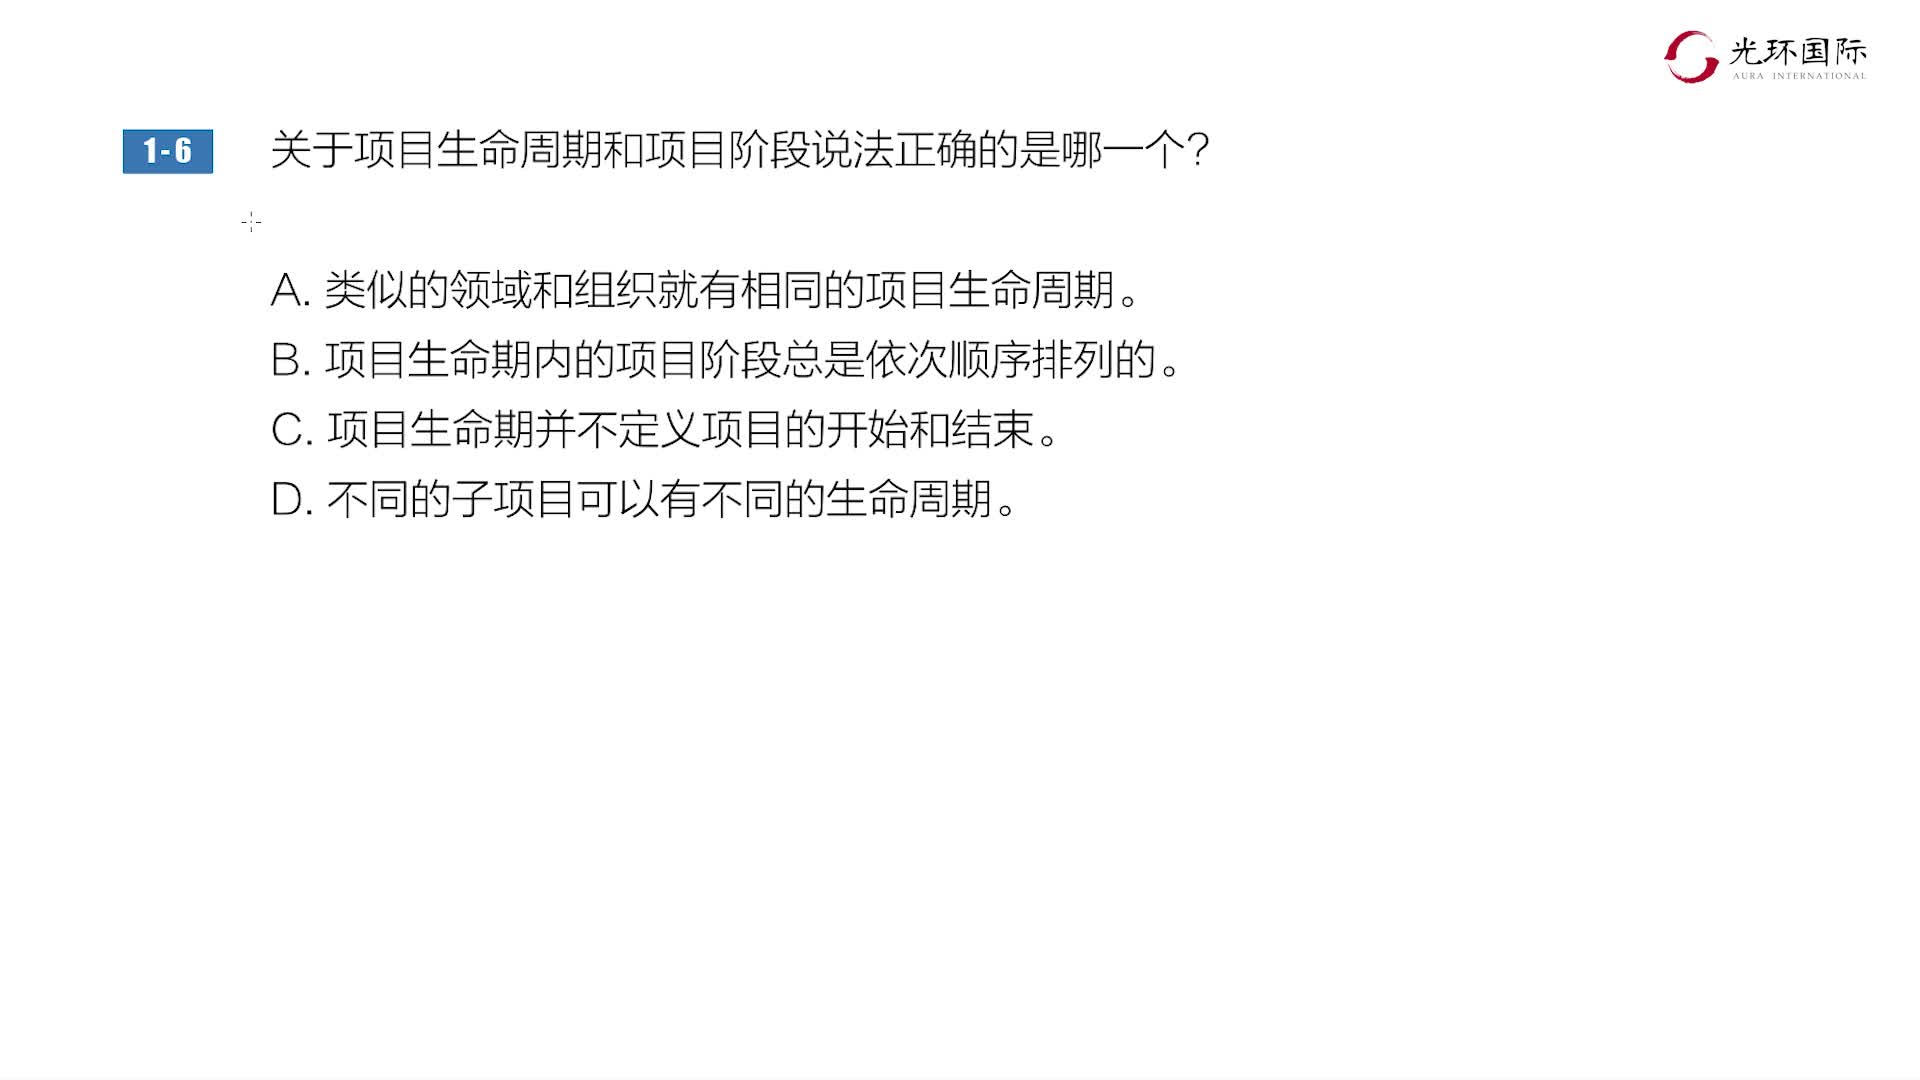 光环国际
AURA INTERNATIONAL
1-6 关于项目生命周期和项目阶段说法正确的是哪一个?
A. 类似的领域和组织就有相同的项目生命周期。
B. 项目生命期内的项目阶段总是依次顺序排列的。
C. 项目生命期并不定义项目的开始和结束。
D. 不同的子项目可以有不同的生命周期。